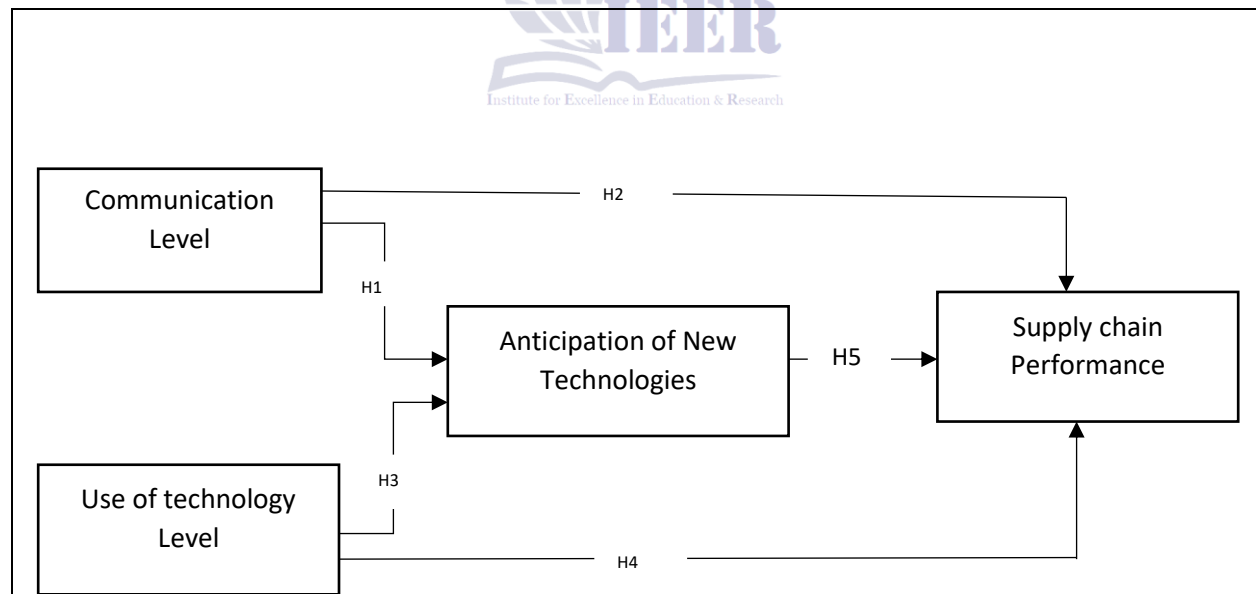 IEER
Institute for Excellence in Education & Research
Communication
Level
H2
H1
Anticipation of New
Technologies
H5
Supply chain
Performance
H3
Use of technology
Level
H4